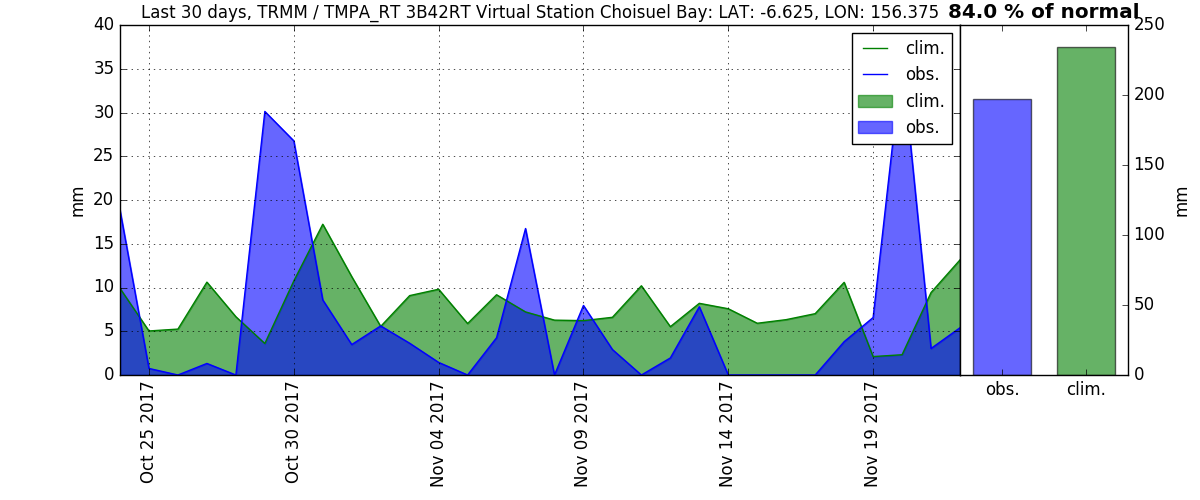 Last 30 days, TRMM / TMPA_RT 3B42RT Virtual Station Choisuel Bay: LAT: -6.625, LON: 156.375
84.0 % of normal
40
35
30
25
20
15
10
5
0
mm
clim.
obs.
clim.
obs.
Oct 25 2017
Oct 30 2017
Nov 04 2017
Nov 09 2017
Nov 14 2017
Nov 19 2017
250
200
150
100
50
0
mm
obs.
clim.